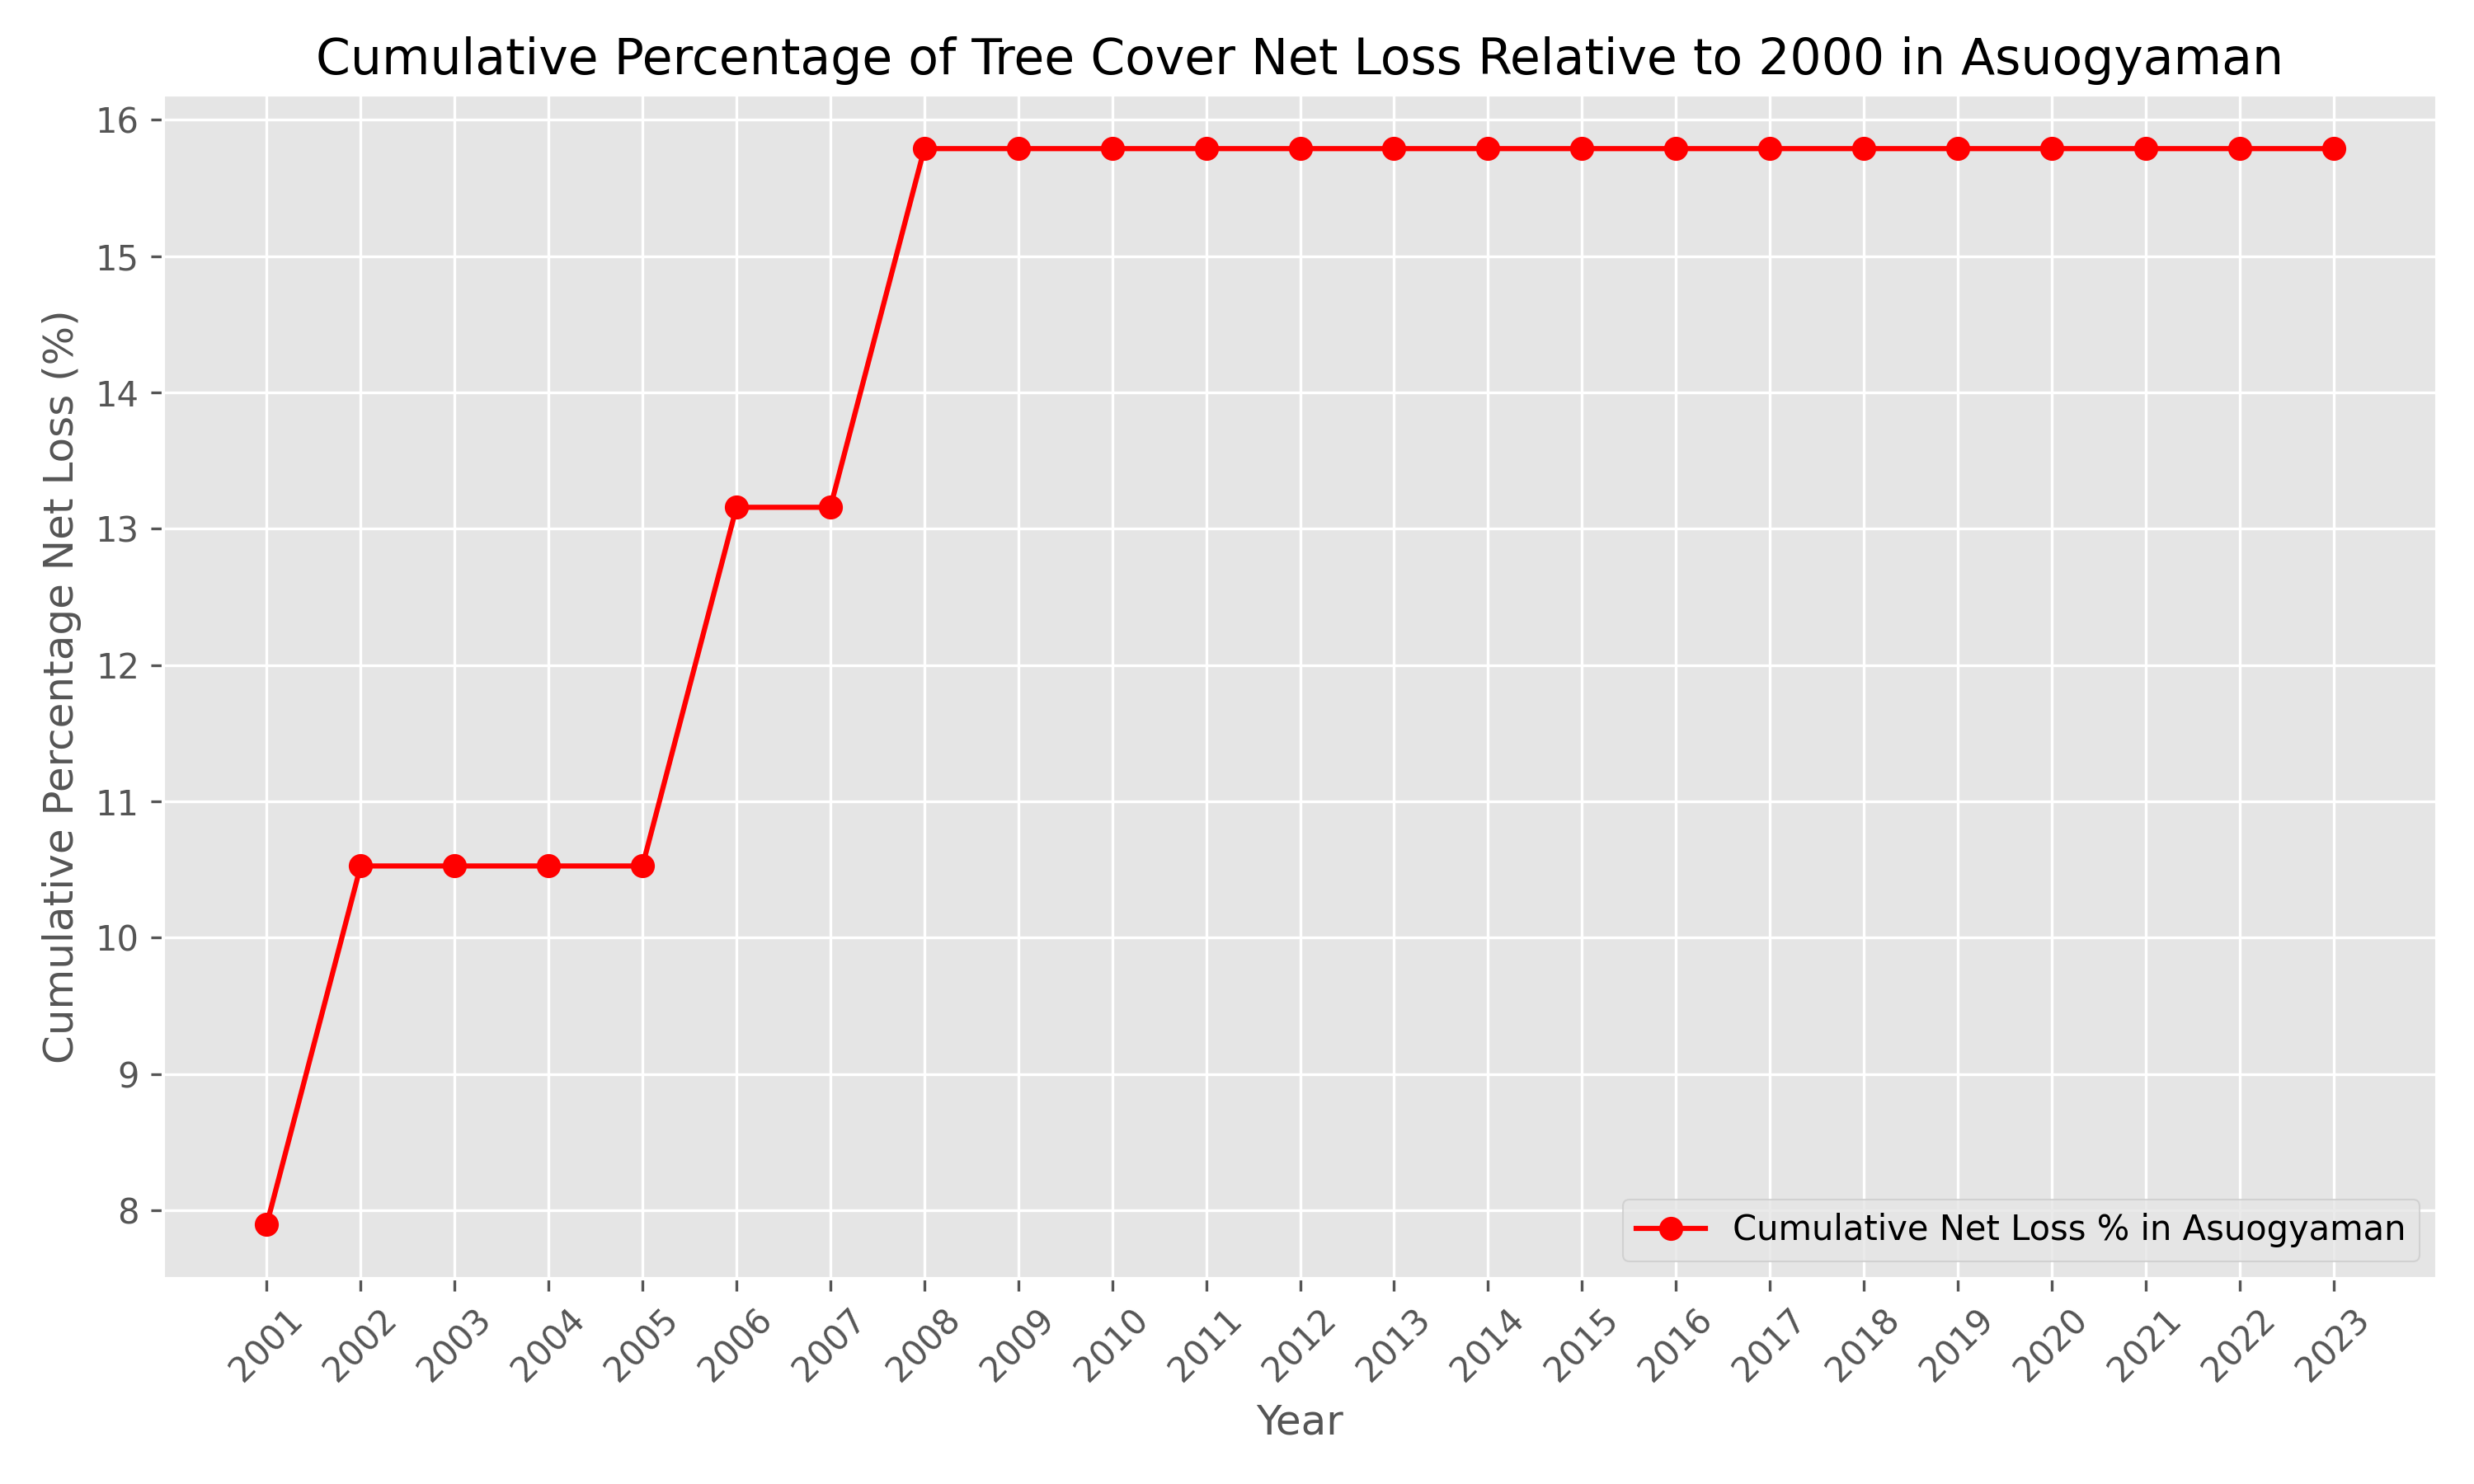 Cumulative Percentage of Tree Cover Net Loss Relative to 2000 in Asuogyaman
Cumulative Percentage Net Loss (%)
16
15
14
13
12
11
10
9
8
Cumulative Net Loss % in Asuogyaman
2001 2002 2003 2004 2005 2006 2007 2008 2009 2010 2011 2012 2013 2014 2015 2016 2017 2018 2019 2020 2021 2022 2023
Year